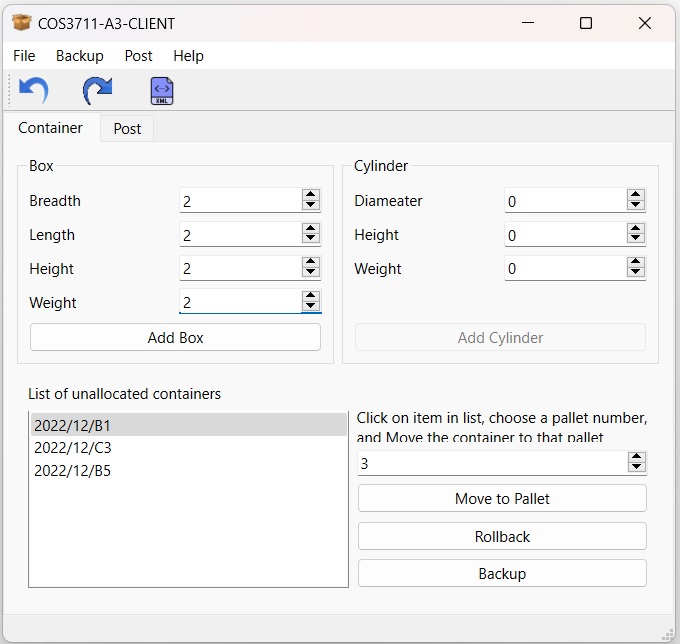 COS3711-A3-CLIENT
File Backup Post Help
XML
Container Post
Box
Breadth 2
Length 2
Height 2
Weight 2
Add Box
Cylinder
Diameater 0
Height 0
Weight 0
Add Cylinder
List of unallocated containers
2022/12/B1
2022/12/C3
2022/12/B5
Click on item in list, choose a pallet number,
and Move the container to that pallet
3
Move to Pallet
Rollback
Backup